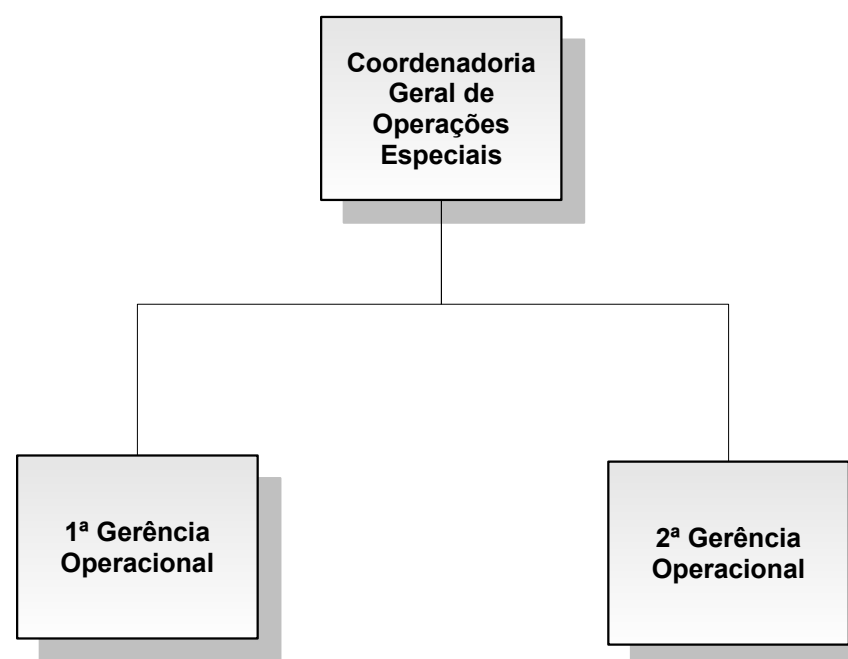 Coordenadoria
Geral de
Operações
Especiais
1ª Gerência
Operacional
2ª Gerência
Operacional